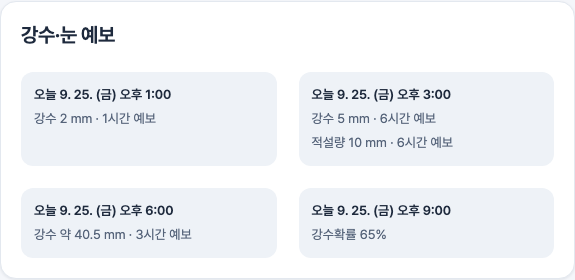 강수·눈 예보
오늘 9. 25. (금) 오후 1:00
강수 2 mm · 1시간 예보
오늘 9. 25. (금) 오후 3:00
강수 5 mm · 6시간 예보
적설량 10 mm · 6시간 예보
오늘 9. 25. (금) 오후 6:00
강수 약 40.5 mm · 3시간 예보
오늘 9. 25. (금) 오후 9:00
강수확률 65%